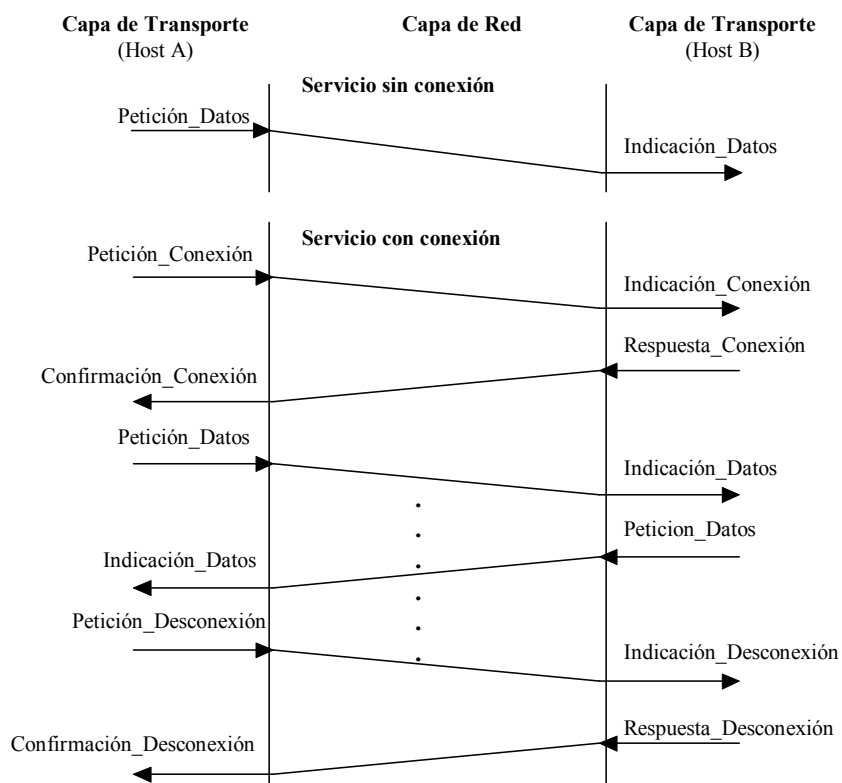 Capa de Transporte Capa de Red Capa de Transporte
(Host A) (Host B)
Servicio sin conexión
Petición_Datos
Indicación_Datos
Servicio con conexión
Petición_Conexión
Indicación_Conexión
Respuesta_Conexión
Confirmación_Conexión
Petición_Datos
Indicación_Datos
Peticion_Datos
Indicación_Datos
Petición_Desconexión
Indicación_Desconexión
Respuesta_Desconexión
Confirmación_Desconexión